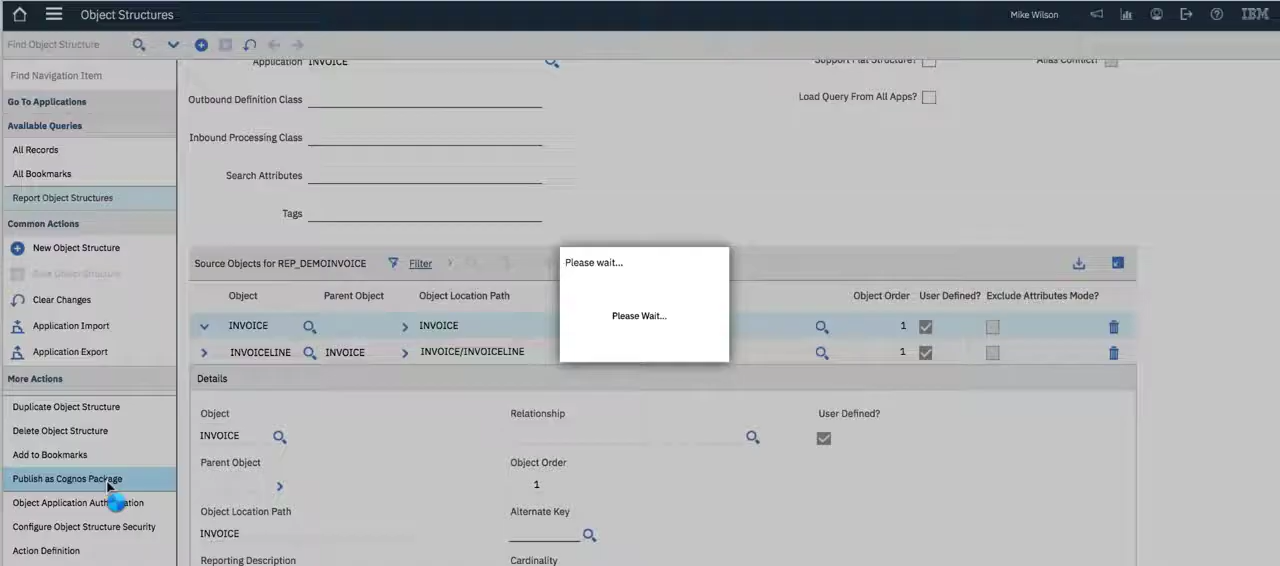 Object Structures
Mike Wilson
IBM
Find Object Structure
Find Navigation Item
Go To Applications
Available Queries
All Records
All Bookmarks
Report Object Structures
Common Actions
New Object Structure
Save Object Structure
Clear Changes
Application Import
Application Export
More Actions
Duplicate Object Structure
Delete Object Structure
Add to Bookmarks
Publish as Cognos Package
Object Application Auth
Configure Object Structure Security
Action Definition
Application INVOICE
Support Flat Structure?
Alias Conflict?
Outbound Definition Class
Load Query From All Apps?
Inbound Processing Class
Search Attributes
Tags
Source Objects for REP_DEMOINVOICE
Filter
Please wait...
Please Wait...
Object Parent Object Object Location Path Object Order User Defined? Exclude Attributes Mode?
INVOICE INVOICE 1
INVOICELINE INVOICE INVOICE/INVOICELINE 1
Details
Object Relationship User Defined?
INVOICE
Parent Object Object Order
1
Object Location Path Alternate Key
INVOICE
Reporting Description Cardinality